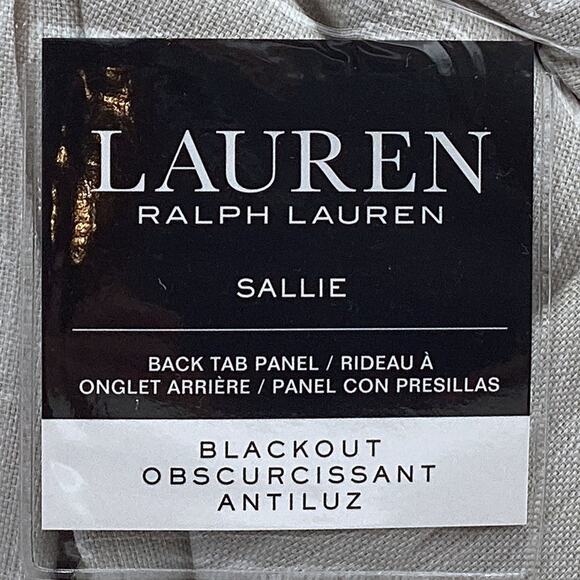 LAUREN
RALPH LAUREN
SALLIE
BACK TAB PANEL / RIDEAU À
ONGLET ARRIÈRE / PANEL CON PRESILLAS
BLACKOUT
OBSCURCISSANT
ANTILUZ